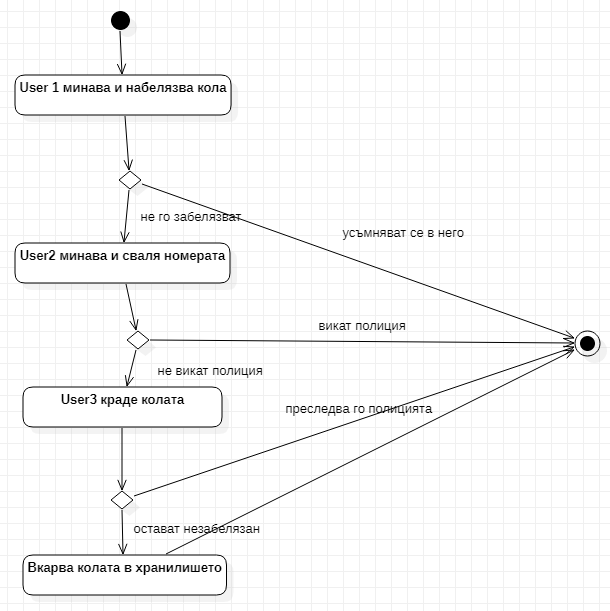 User 1 минава и набелязва кола
не го забелязват
усъмняват се в него
User2 минава и сваля номерата
викат полиция
не викат полиция
User3 краде колата
преследва го полицията
остават незабелязан
Вкарва колата в хранилишето